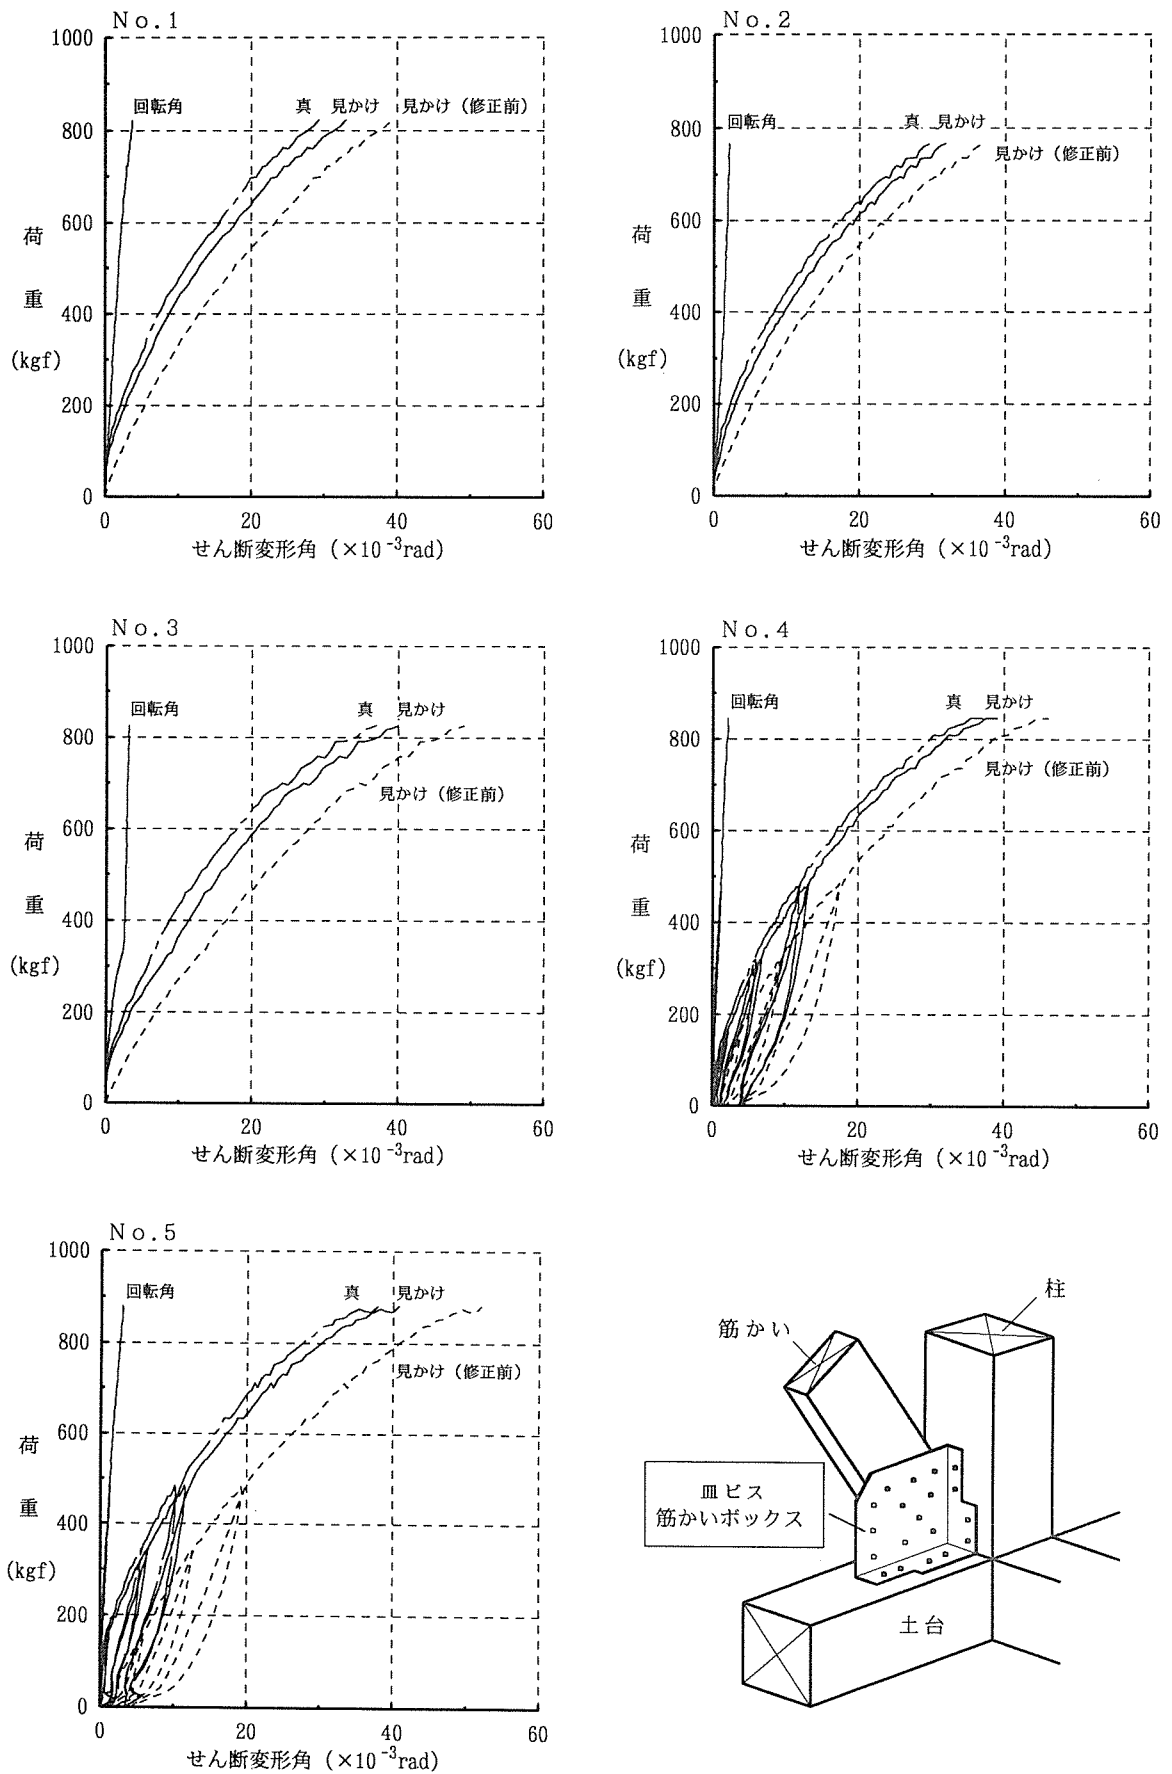 No.1
1000
800
600
400
200
0
荷
重
(kgf)
回転角
真
見かけ
見かけ（修正前）
0
20
40
60
せん断変形角（×10⁻³rad）
No.2
1000
800
600
400
200
0
荷
重
(kgf)
回転角
真
見かけ
見かけ（修正前）
0
20
40
60
せん断変形角（×10⁻³rad）
No.3
1000
800
600
400
200
0
荷
重
(kgf)
回転角
真
見かけ
見かけ（修正前）
0
20
40
60
せん断変形角（×10⁻³rad）
No.4
1000
800
600
400
200
0
荷
重
(kgf)
回転角
真
見かけ
見かけ（修正前）
0
20
40
60
せん断変形角（×10⁻³rad）
No.5
1000
800
600
400
200
0
荷
重
(kgf)
回転角
真
見かけ
見かけ（修正前）
0
20
40
60
せん断変形角（×10⁻³rad）
柱
筋かい
皿ビス
筋かいボックス
土台